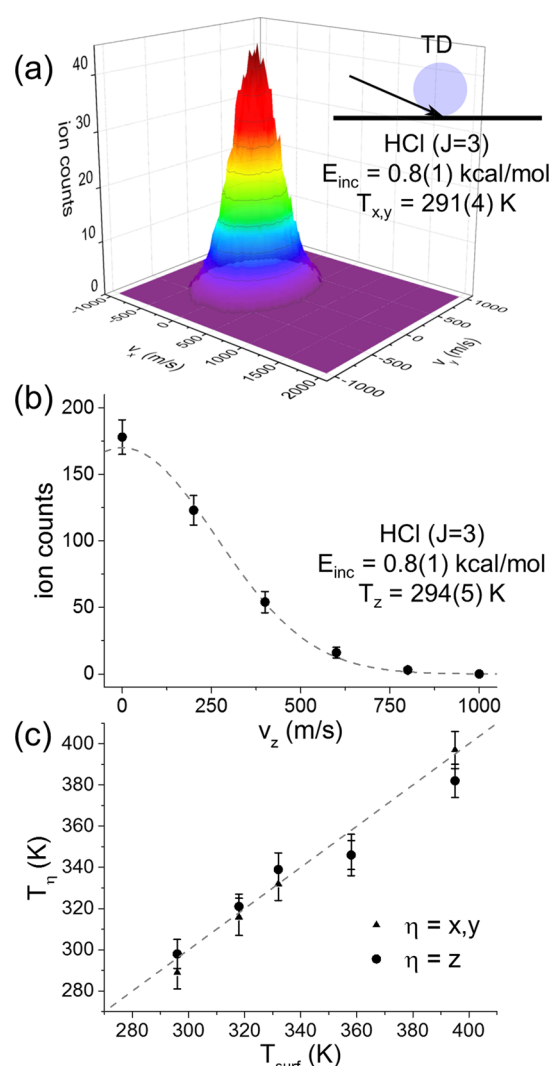 (a)
TD
HCl (J=3)
E_inc = 0.8(1) kcal/mol
T_x,y = 291(4) K
ion counts
40
30
20
10
0
-1000
-500
0
500
1000
1500
2000
v_x (m/s)
-1000
-500
0
500
1000
v_y (m/s)
(b)
200
150
100
50
0
ion counts
HCl (J=3)
E_inc = 0.8(1) kcal/mol
T_z = 294(5) K
0
250
500
750
1000
v_z (m/s)
(c)
400
380
360
340
320
300
280
T_η (K)
η = x,y
η = z
280
300
320
340
360
380
400
T_surf (K)